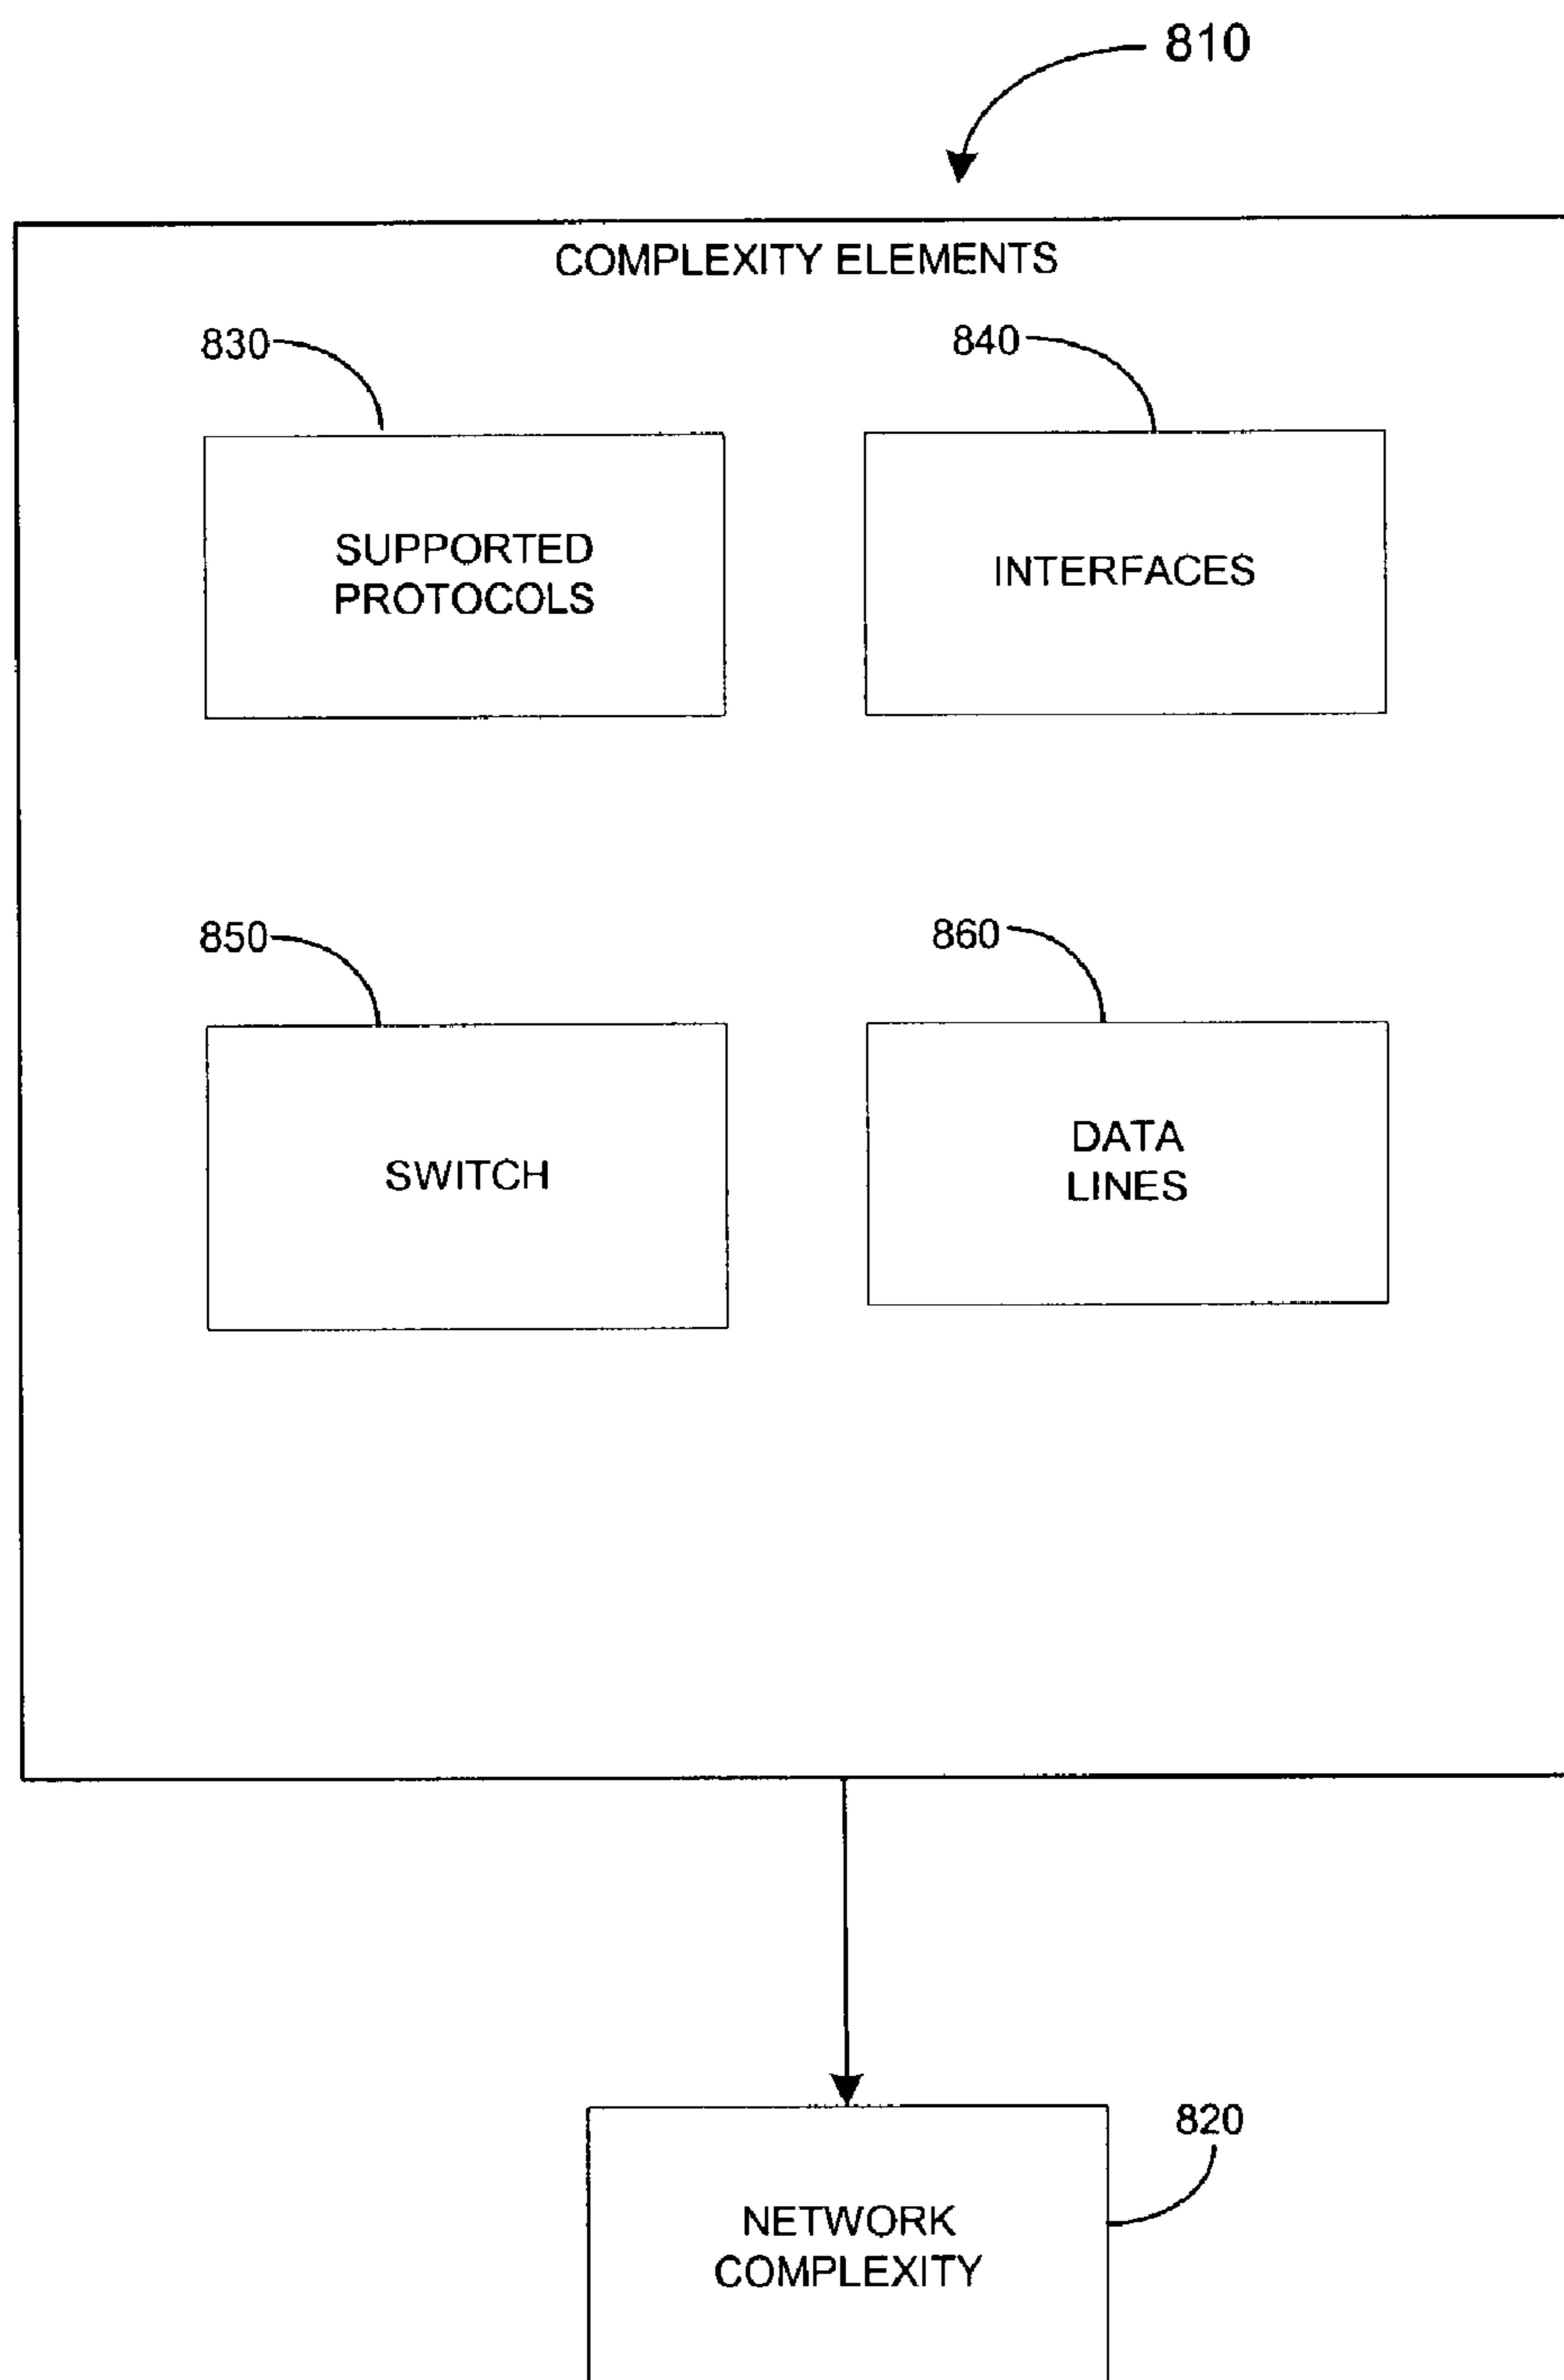 810
COMPLEXITY ELEMENTS
830
840
SUPPORTED
PROTOCOLS
INTERFACES
850
860
SWITCH
DATA
LINES
820
NETWORK
COMPLEXITY